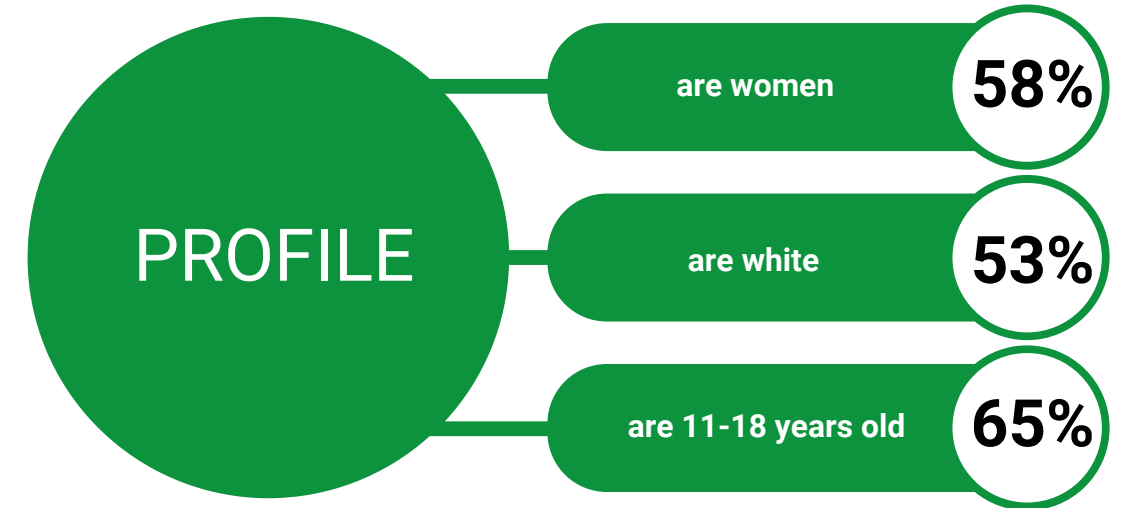 PROFILE
are women
58%
are white
53%
are 11-18 years old
65%